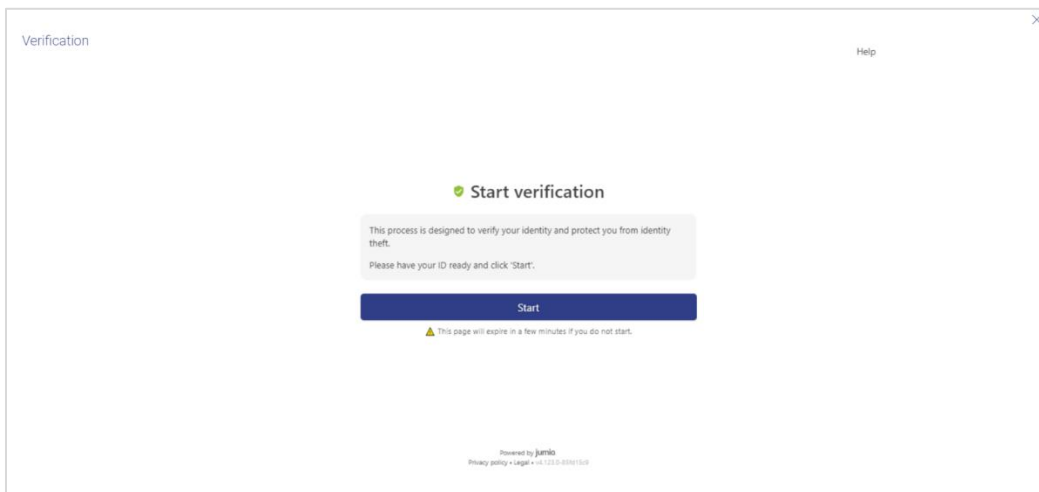 Verification
Help
Start verification
This process is designed to verify your identity and protect you from identity
theft.
Please have your ID ready and click 'Start'.
Start
This page will expire in a few minutes if you do not start.
Powered by jumio
Privacy policy • Legal •